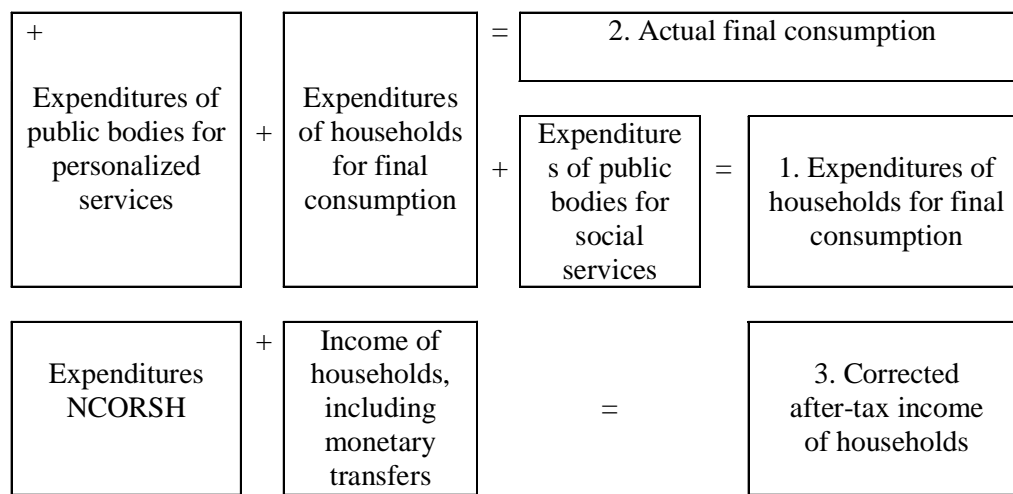 +
Expenditures of
public bodies for
personalized
services
+
Expenditures
of households
for final
consumption
=
2. Actual final consumption
+
Expenditure
s of public
bodies for
social
services
=
1. Expenditures of
households for final
consumption
Expenditures
NCORSH
+
Income of
households,
including
monetary
transfers
=
3. Corrected
after-tax income
of households